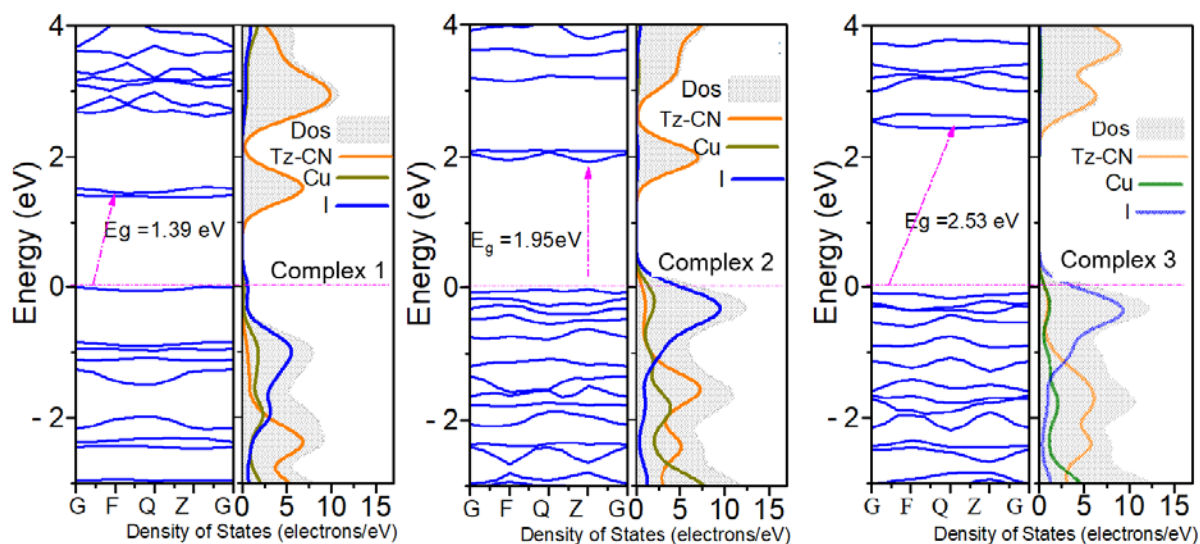 4
2
0
-2
Energy (eV)
G F Q Z G
Eg =1.39 eV
Dos
Tz-CN
Cu
I
Complex 1
0 5 10 15
Density of States (electrons/eV)
4
2
0
-2
Energy (eV)
G F Q Z G
Eg =1.95eV
Dos
Tz-CN
Cu
I
Complex 2
0 5 10 15
Density of States (electrons/eV)
4
2
0
-2
Energy (eV)
G F Q Z G
Eg =2.53 eV
Dos
Tz-CN
Cu
I
Complex 3
0 5 10 15
Density of States (electrons/eV)